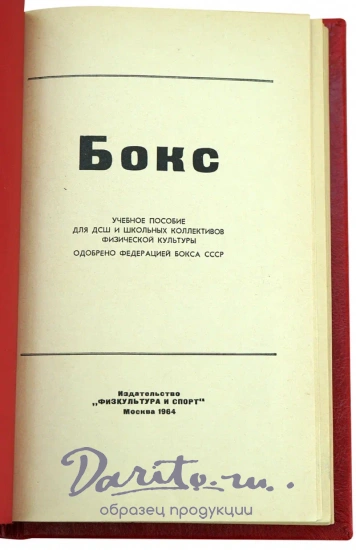 Бокс
УЧЕБНОЕ ПОСОБИЕ
ДЛЯ ДСШ И ШКОЛЬНЫХ КОЛЛЕКТИВОВ
ФИЗИЧЕСКОЙ КУЛЬТУРЫ
ОДОБРЕНО ФЕДЕРАЦИЕЙ БОКСА СССР
Издательство
„ФИЗКУЛЬТУРА И СПОРТ“
Москва 1964
Darito.ru
образец продукции